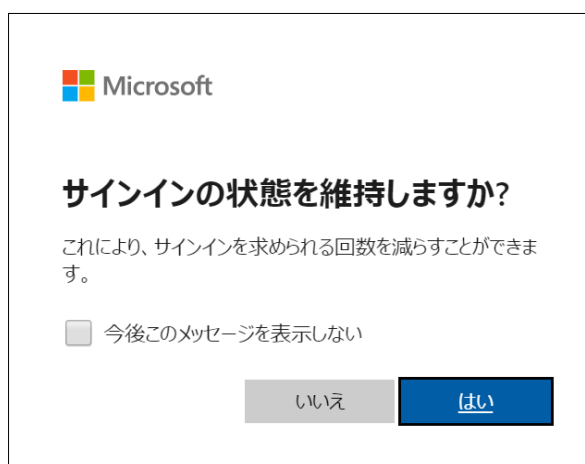 Microsoft
サインインの状態を維持しますか?
これにより、サインインを求められる回数を減らすことができま
す。
今後このメッセージを表示しない
いいえ
はい